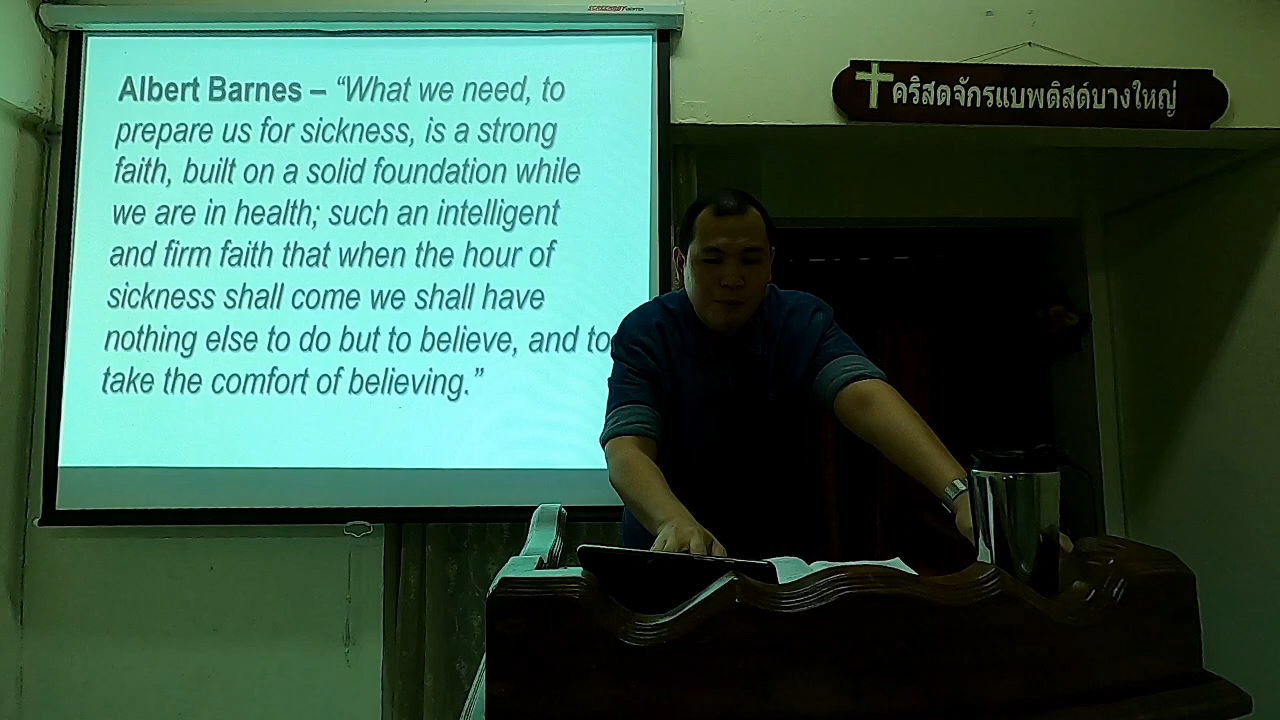 Albert Barnes – “What we need, to
prepare us for sickness, is a strong
faith, built on a solid foundation while
we are in health; such an intelligent
and firm faith that when the hour of
sickness shall come we shall have
nothing else to do but to believe, and to
take the comfort of believing.”
คริสตจักรแบพติสต์บางใหญ่